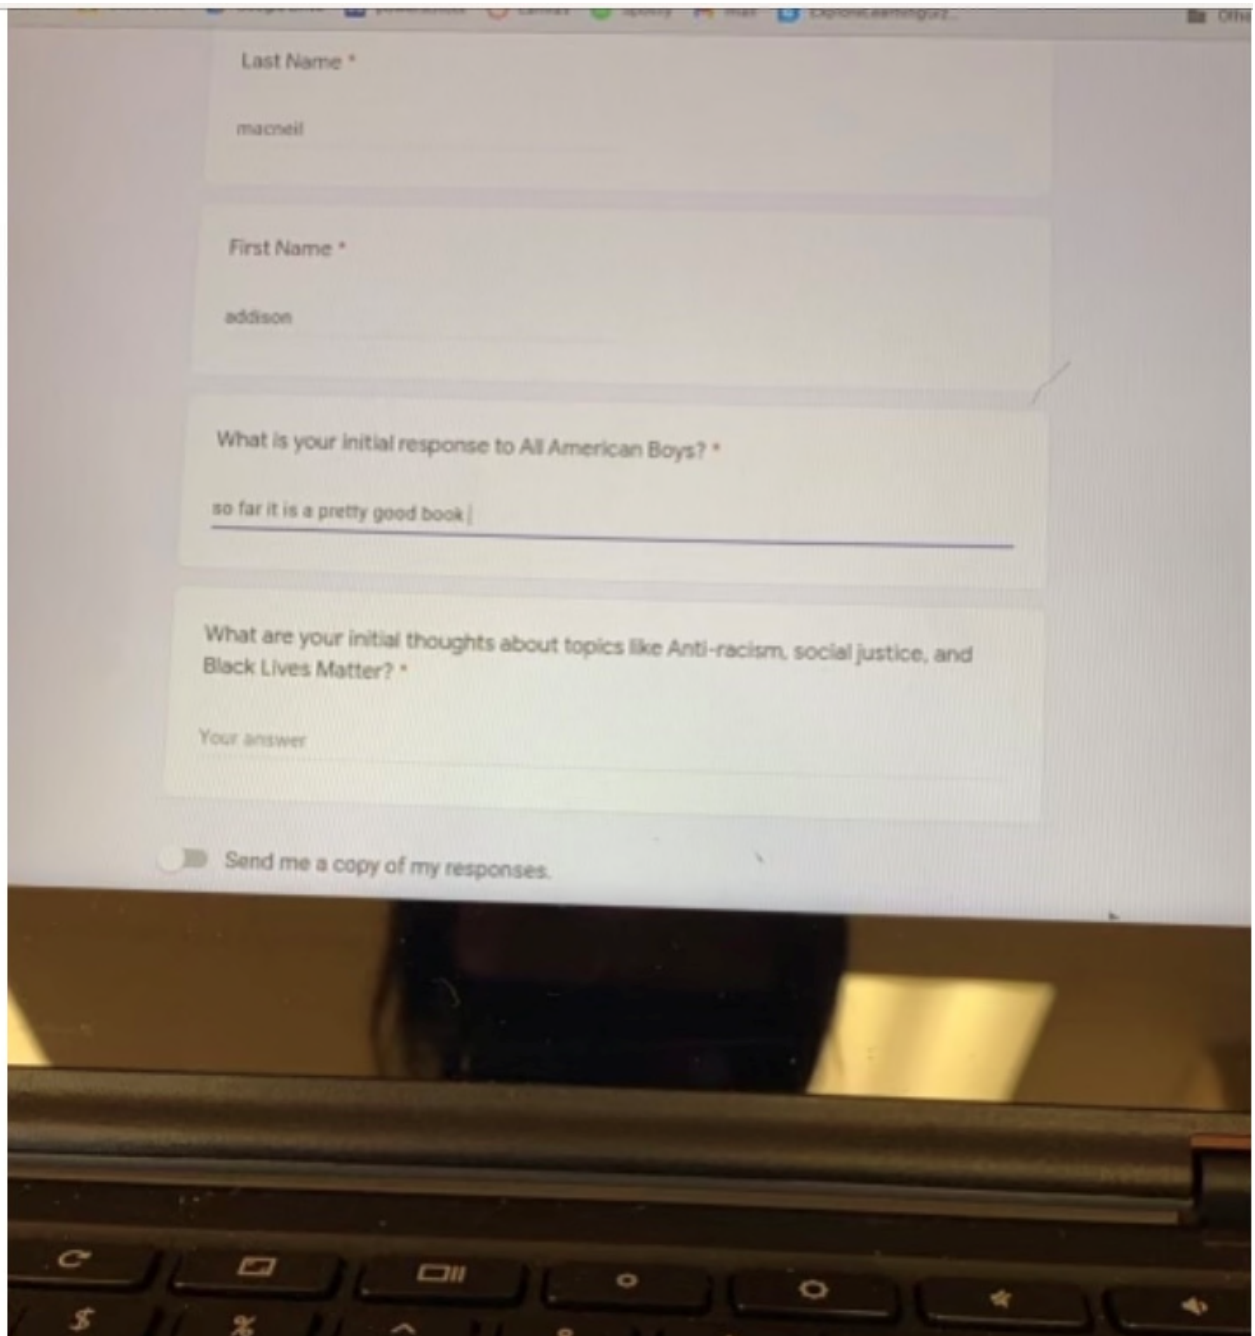 Last Name *
macneil
First Name *
addison
What is your initial response to All American Boys? *
so far it is a pretty good book
What are your initial thoughts about topics like Anti-racism, social justice, and
Black Lives Matter? *
Your answer
Send me a copy of my responses.
$ % ^